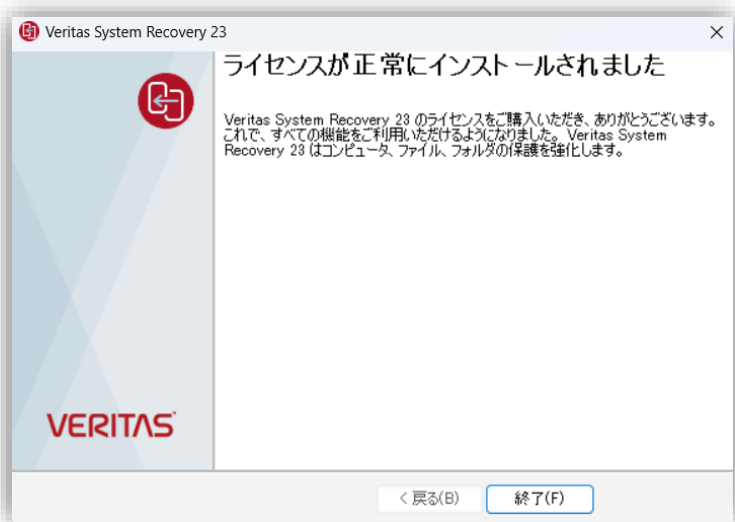 Veritas System Recovery 23
ライセンスが正常にインストールされました
Veritas System Recovery 23 のライセンスをご購入いただき、ありがとうございます。
これで、すべての機能をご利用いただけるようになりました。 Veritas System
Recovery 23 はコンピュータ、ファイル、フォルダの保護を強化します。
VERITAS
< 戻る(B)
終了(F)